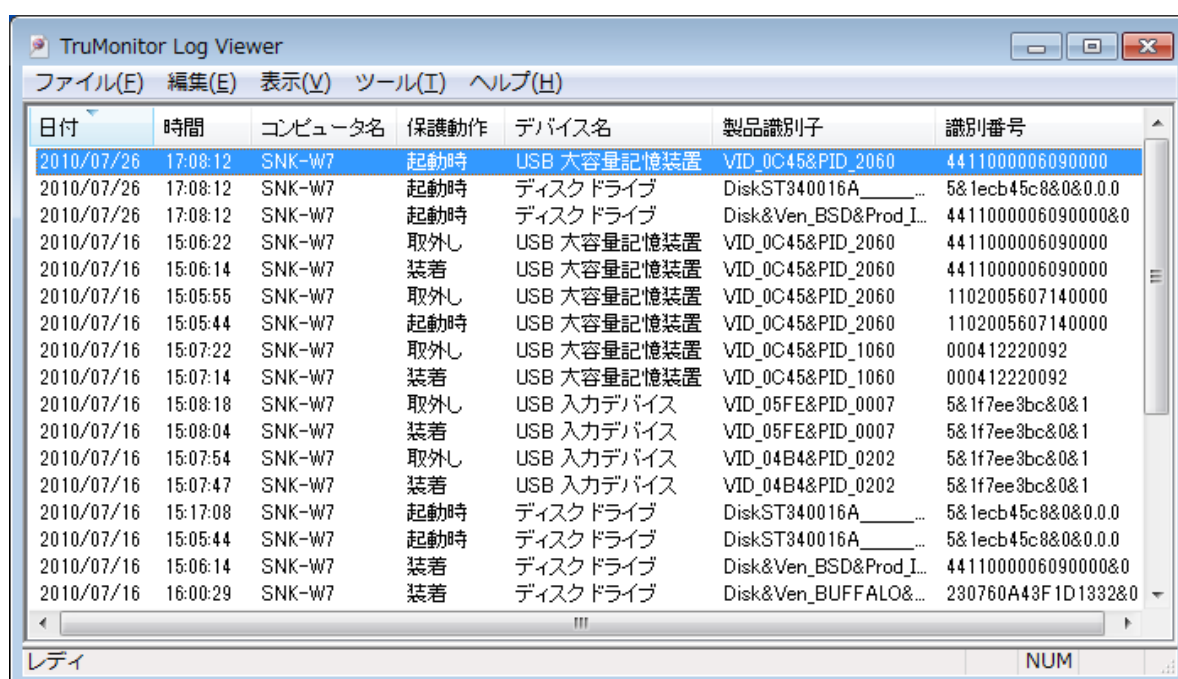 TruMonitor Log Viewer
ファイル(F) 編集(E) 表示(V) ツール(T) ヘルプ(H)
日付 時間 コンピュータ名 保護動作 デバイス名 製品識別子 識別番号
2010/07/26 17:08:12 SNK-W7 起動時 USB 大容量記憶装置 VID_0C45&PID_2060 4411000006090000
2010/07/26 17:08:12 SNK-W7 起動時 ディスク ドライブ DiskST340016A______... 5&1ecb45c8&0&0.0.0
2010/07/26 17:08:12 SNK-W7 起動時 ディスク ドライブ Disk&Ven_BSD&Prod_I... 4411000006090000&0
2010/07/16 15:06:22 SNK-W7 取外し USB 大容量記憶装置 VID_0C45&PID_2060 4411000006090000
2010/07/16 15:06:14 SNK-W7 装着 USB 大容量記憶装置 VID_0C45&PID_2060 4411000006090000
2010/07/16 15:05:55 SNK-W7 取外し USB 大容量記憶装置 VID_0C45&PID_2060 1102005607140000
2010/07/16 15:05:44 SNK-W7 起動時 USB 大容量記憶装置 VID_0C45&PID_2060 1102005607140000
2010/07/16 15:07:22 SNK-W7 取外し USB 大容量記憶装置 VID_0C45&PID_1060 000412220092
2010/07/16 15:07:14 SNK-W7 装着 USB 大容量記憶装置 VID_0C45&PID_1060 000412220092
2010/07/16 15:08:18 SNK-W7 取外し USB 入力デバイス VID_05FE&PID_0007 5&1f7ee3bc&0&1
2010/07/16 15:08:04 SNK-W7 装着 USB 入力デバイス VID_05FE&PID_0007 5&1f7ee3bc&0&1
2010/07/16 15:07:54 SNK-W7 取外し USB 入力デバイス VID_04B4&PID_0202 5&1f7ee3bc&0&1
2010/07/16 15:07:47 SNK-W7 装着 USB 入力デバイス VID_04B4&PID_0202 5&1f7ee3bc&0&1
2010/07/16 15:17:08 SNK-W7 起動時 ディスク ドライブ DiskST340016A______... 5&1ecb45c8&0&0.0.0
2010/07/16 15:05:44 SNK-W7 起動時 ディスク ドライブ DiskST340016A______... 5&1ecb45c8&0&0.0.0
2010/07/16 15:06:14 SNK-W7 装着 ディスク ドライブ Disk&Ven_BSD&Prod_I... 4411000006090000&0
2010/07/16 16:00:29 SNK-W7 装着 ディスク ドライブ Disk&Ven_BUFFALO&... 230760A43F1D1332&0
レディ NUM